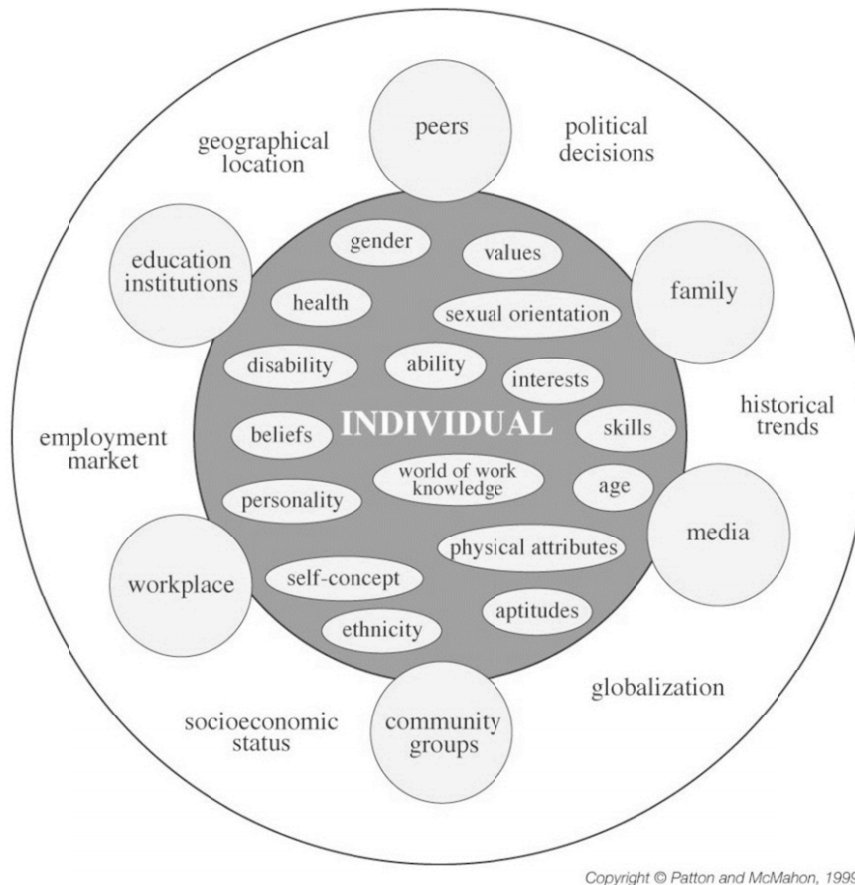 peers
geographical
location
political
decisions
education
institutions
gender
values
family
health
sexual orientation
disability
ability
interests
historical
trends
employment
market
beliefs
INDIVIDUAL
skills
world of work
knowledge
age
personality
media
physical attributes
workplace
self-concept
aptitudes
ethnicity
globalization
socioeconomic
status
community
groups
Copyright © Patton and McMahon, 1999